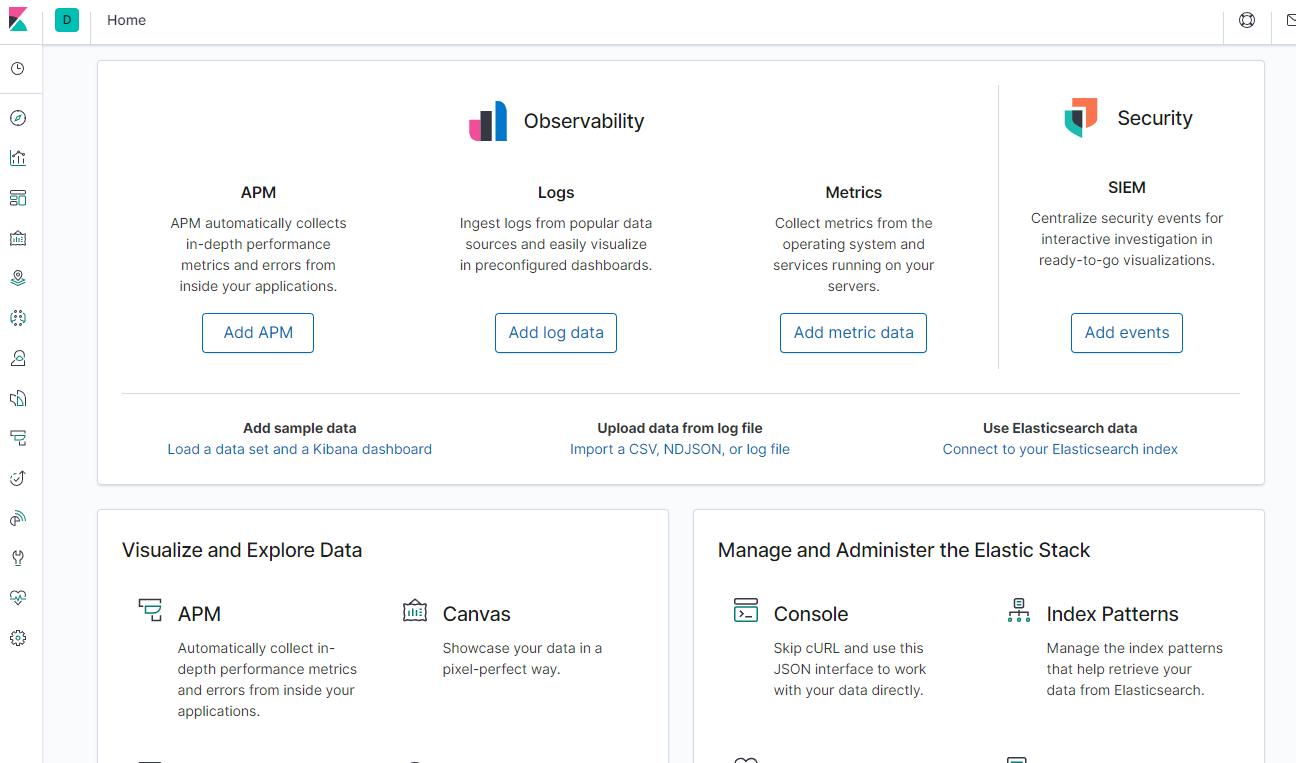 D
Home
Observability
Security
APM
APM automatically collects
in-depth performance
metrics and errors from
inside your applications.
Add APM
Logs
Ingest logs from popular data
sources and easily visualize
in preconfigured dashboards.
Add log data
Metrics
Collect metrics from the
operating system and
services running on your
servers.
Add metric data
SIEM
Centralize security events for
interactive investigation in
ready-to-go visualizations.
Add events
Add sample data
Load a data set and a Kibana dashboard
Upload data from log file
Import a CSV, NDJSON, or log file
Use Elasticsearch data
Connect to your Elasticsearch index
Visualize and Explore Data
APM
Automatically collect in-
depth performance metrics
and errors from inside your
applications.
Canvas
Showcase your data in a
pixel-perfect way.
Manage and Administer the Elastic Stack
Console
Skip cURL and use this
JSON interface to work
with your data directly.
Index Patterns
Manage the index patterns
that help retrieve your
data from Elasticsearch.